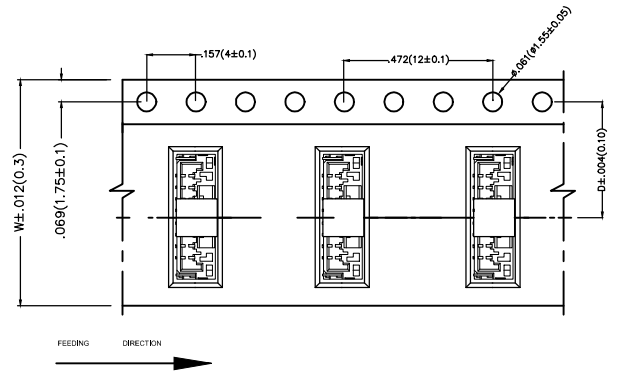 .157(4±0.1)
.472(12±0.1)
ø.061(ø1.55±0.05)
W±.012(0.3)
.069(1.75±0.1)
D±.004(0.10)
FEEDING DIRECTION